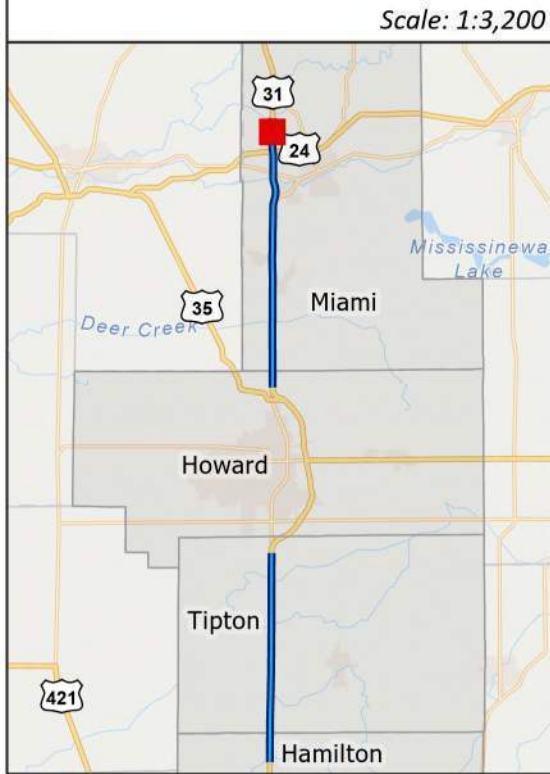 Scale: 1:3,200
31
24
Mississinewa
Lake
35
Miami
Deer Creek
Howard
Tipton
421
Hamilton